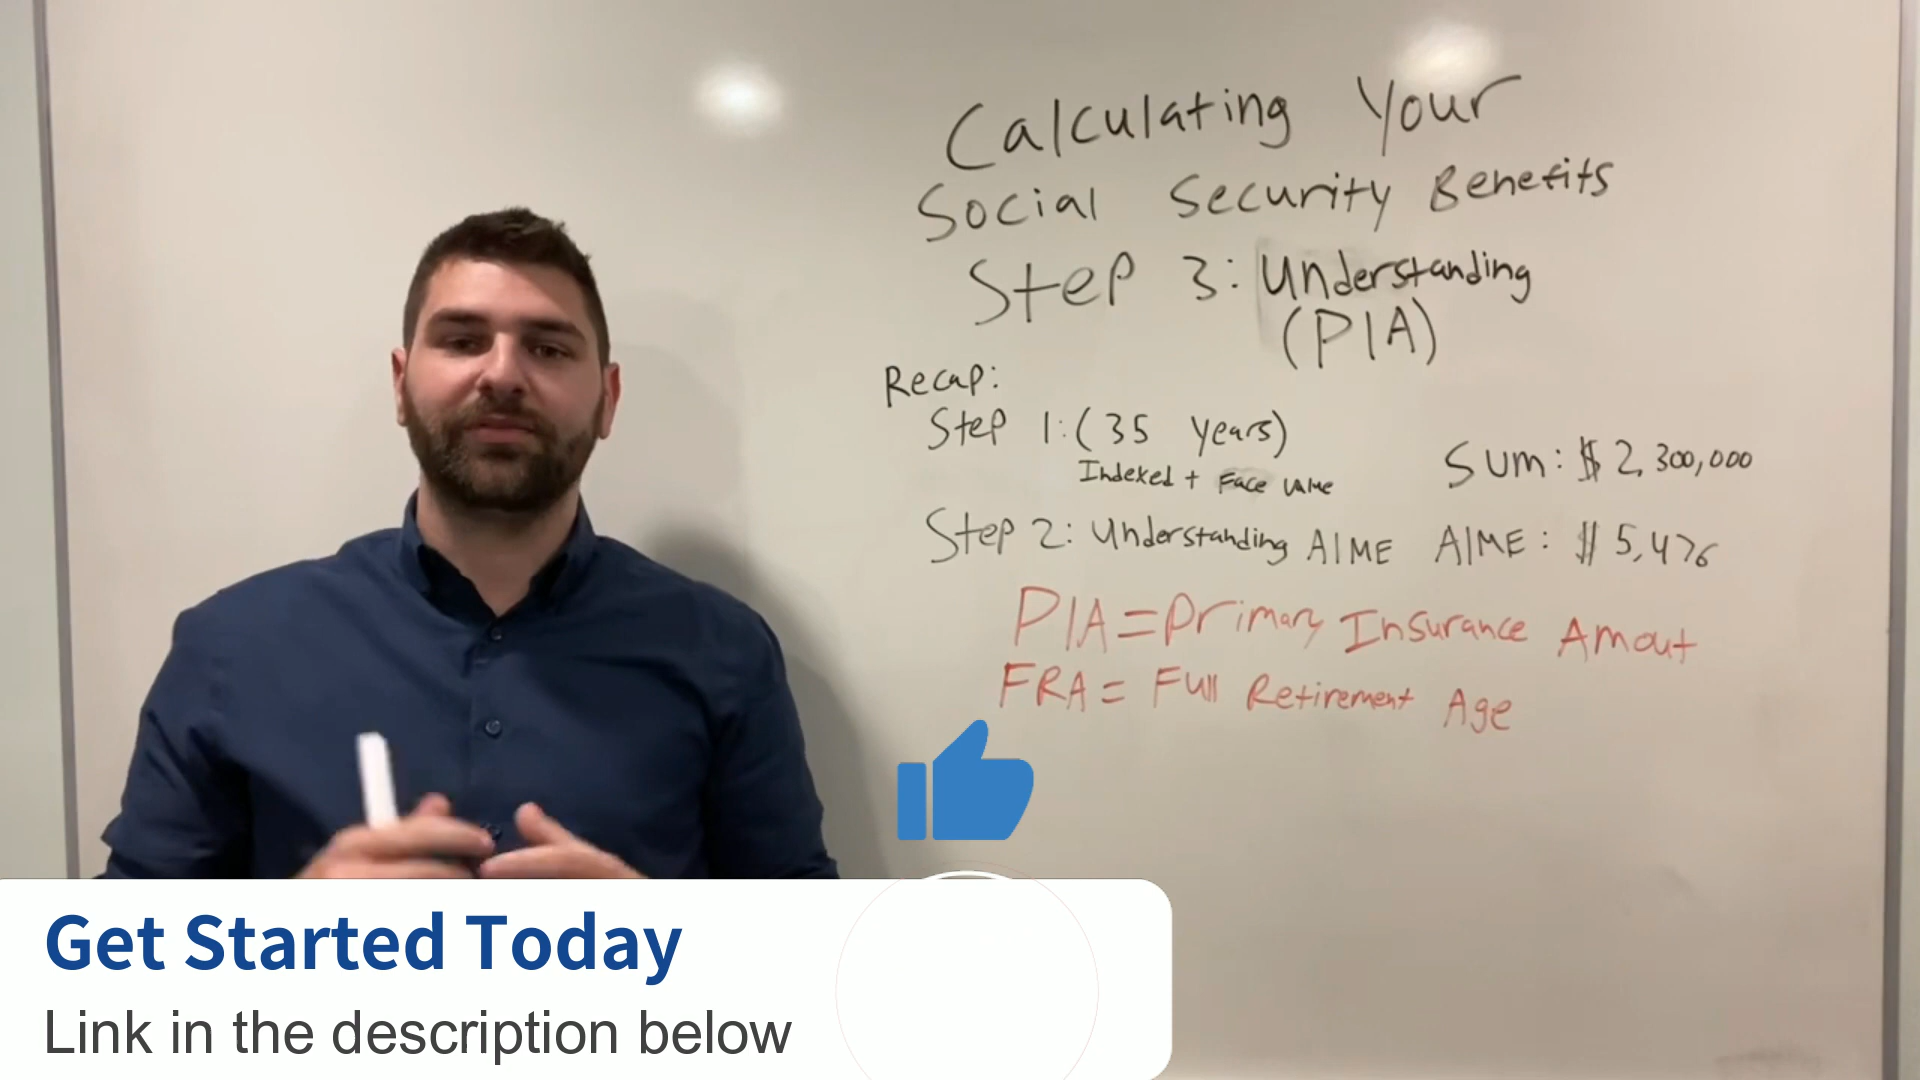 Calculating Your
Social Security Benefits
Step 3: Understanding
(PIA)
Recap:
Step 1: (35 years)
Indexed + Face Value
Sum: $2,300,000
Step 2: Understanding AIME AIME: $5,476
PIA = Primary Insurance Amout
FRA = Full Retirement Age
Get Started Today
Link in the description below